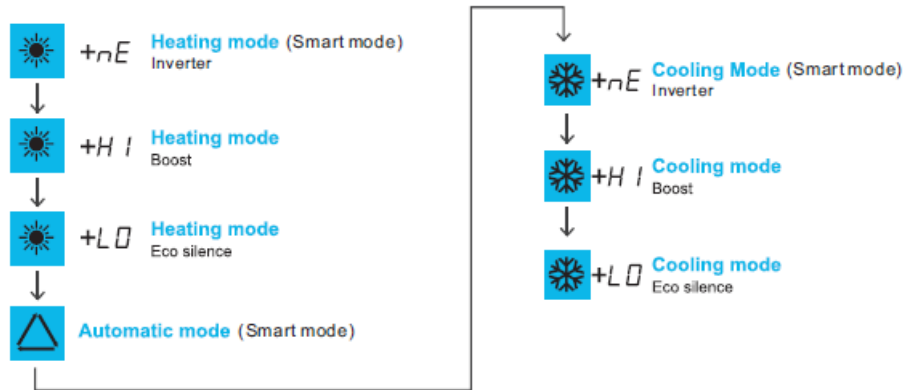 +nE Heating mode (Smart mode)
Inverter
+HI Heating mode
Boost
+LO Heating mode
Eco silence
Automatic mode (Smart mode)
+nE Cooling Mode (Smart mode)
Inverter
+HI Cooling mode
Boost
+LO Cooling mode
Eco silence